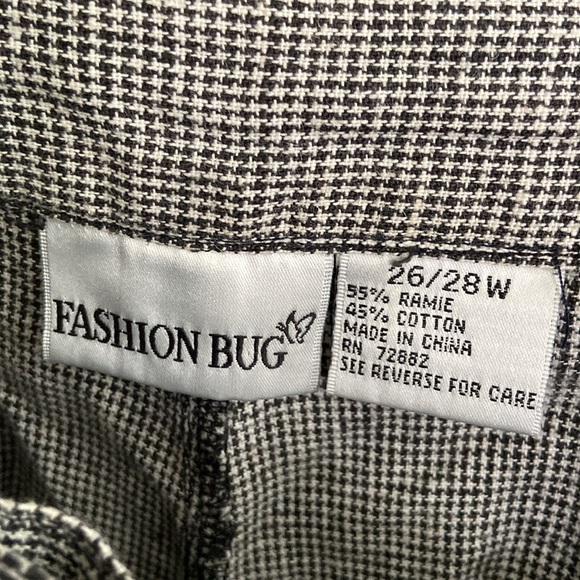 FASHION BUG
26/28 W
55% RAMIE
45% COTTON
MADE IN CHINA
RN 72882
SEE REVERSE FOR CARE